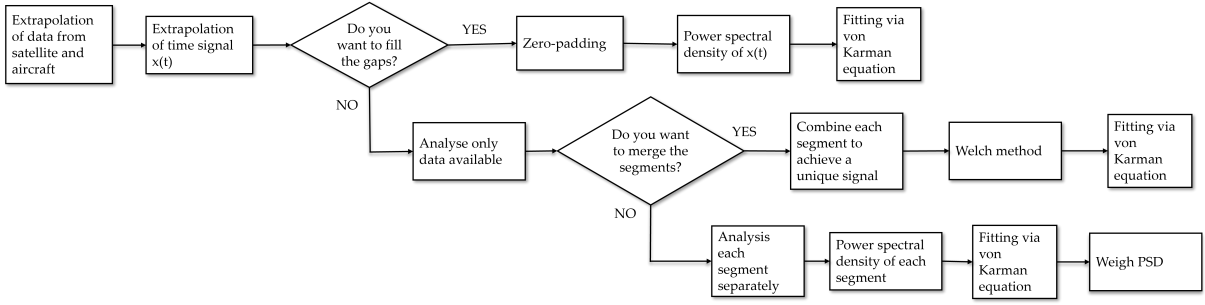 Extrapolation
of data from
satellite and
aircraft
Extrapolation
of time signal
x(t)
Do you
want to fill
the gaps?
YES
Zero-padding
Power spectral
density of x(t)
Fitting via
von
Karman
equation
NO
Analyse only
data available
Do you want
to merge the
segments?
YES
Combine each
segment to
achieve a
unique signal
Welch method
Fitting via
von
Karman
equation
NO
Analysis
each
segment
separately
Power spectral
density of each
segment
Fitting via
von
Karman
equation
Weigh PSD